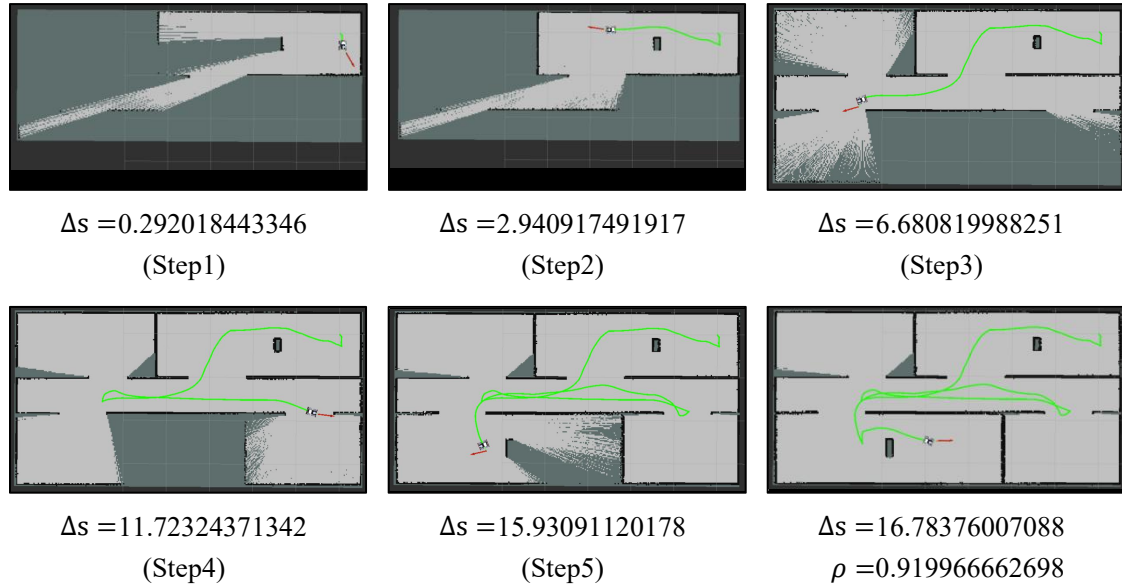 Δs =0.292018443346
(Step1)
Δs =2.940917491917
(Step2)
Δs =6.680819988251
(Step3)
Δs =11.72324371342
(Step4)
Δs =15.93091120178
(Step5)
Δs =16.78376007088
ρ =0.919966662698